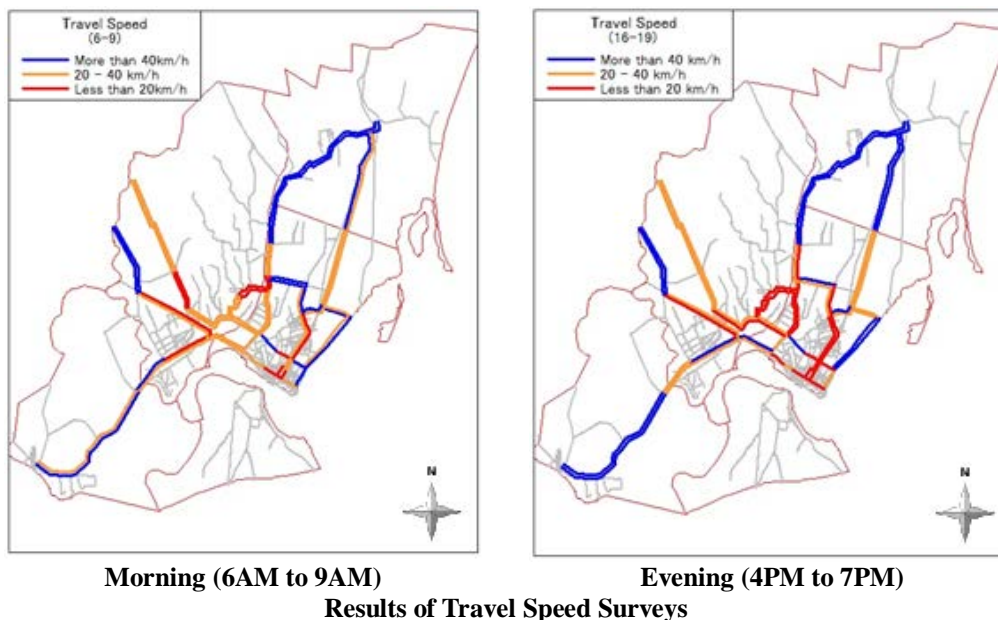 Travel Speed
(6-9)
More than 40km/h
20 - 40 km/h
Less than 20km/h
N
Travel Speed
(16-19)
More than 40 km/h
20 - 40 km/h
Less than 20 km/h
N
Morning (6AM to 9AM)
Evening (4PM to 7PM)
Results of Travel Speed Surveys